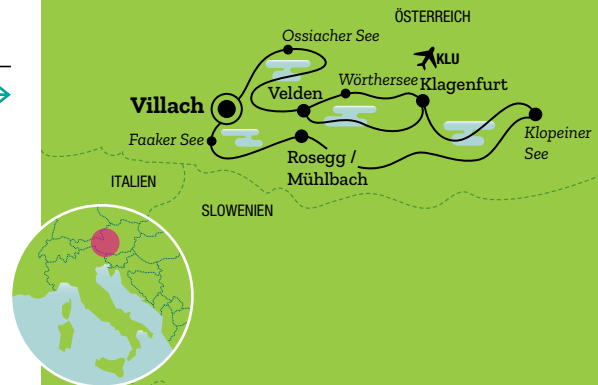 ÖSTERREICH
Ossiacher See
KLU
Wörthersee
Klagenfurt
Velden
Villach
Faaker See
Klopeiner
See
Rosegg /
Mühlbach
ITALIEN
SLOWENIEN